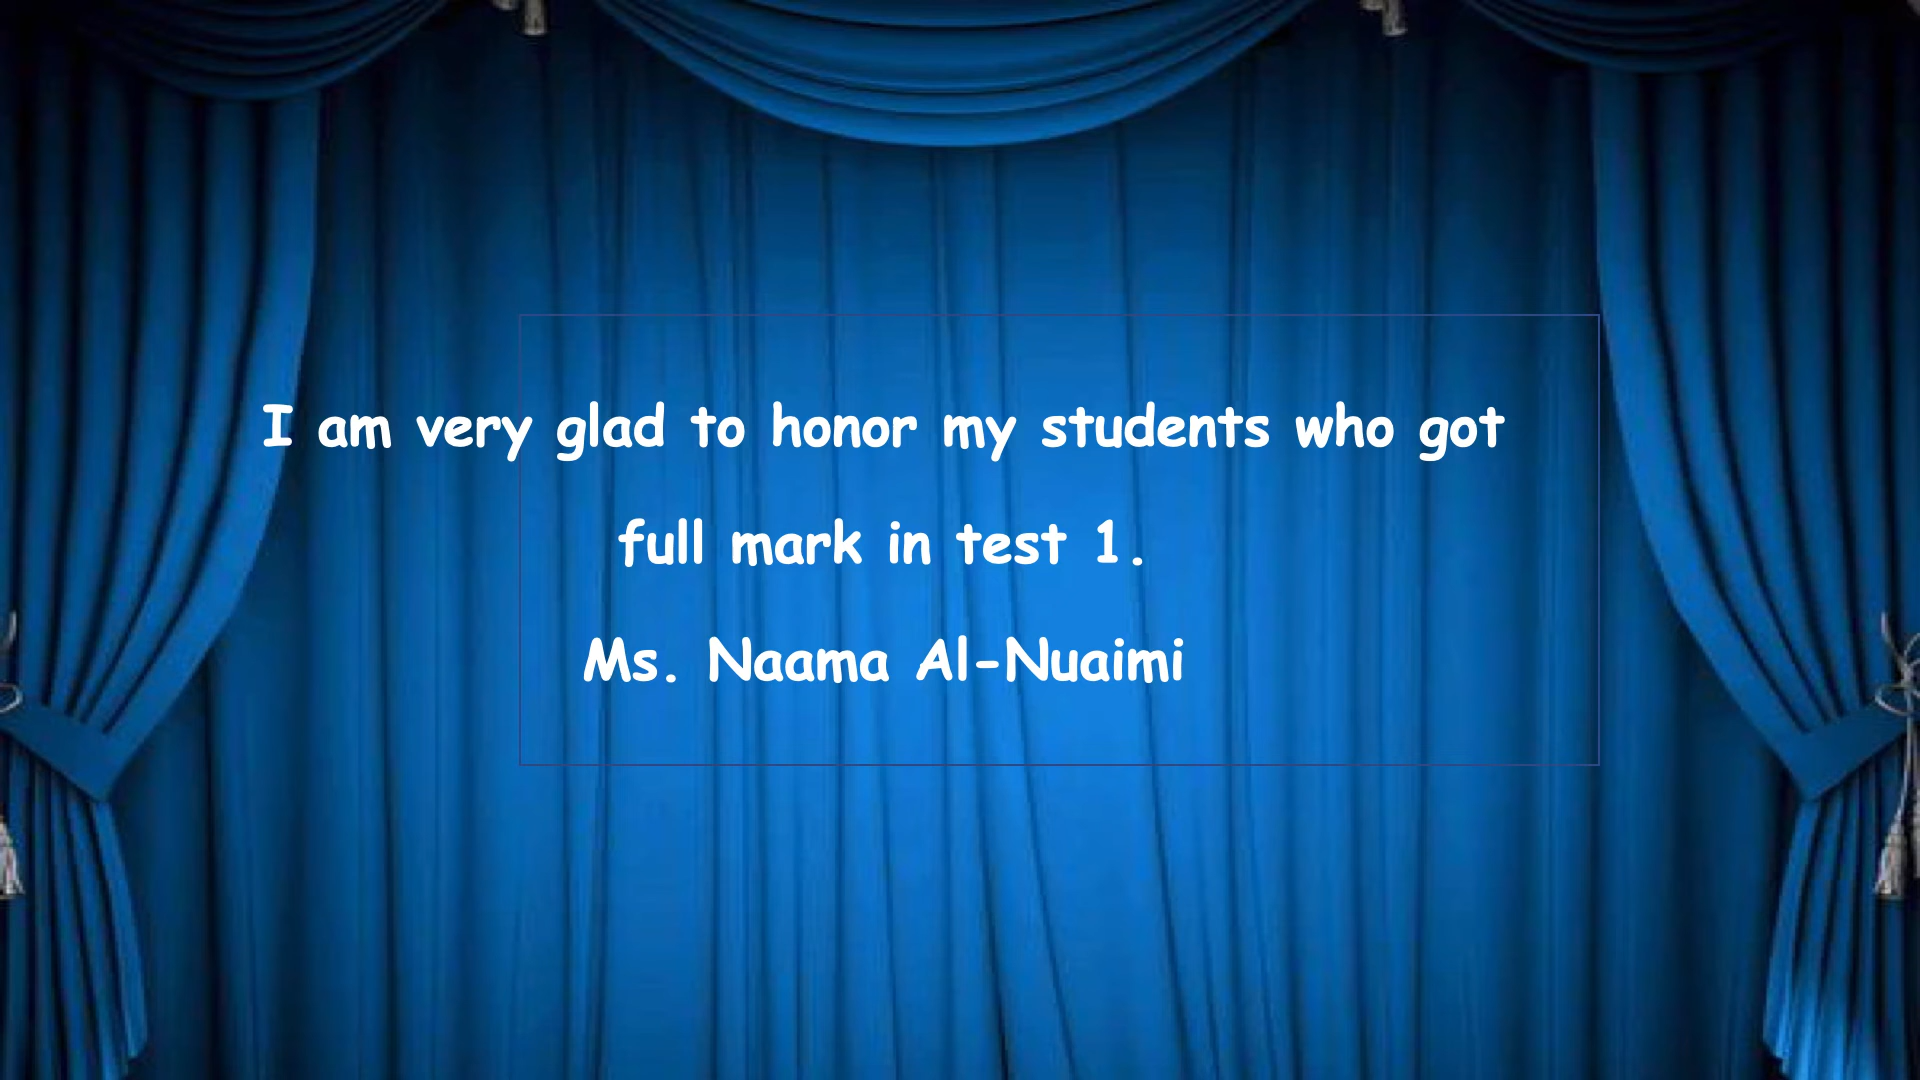 I am very glad to honor my students who got
full mark in test 1.
Ms. Naama Al-Nuaimi